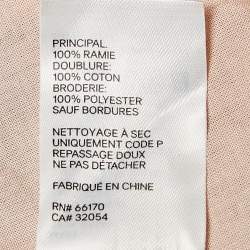 PRINCIPAL.
100% RAMIE
DOUBLURE:
100% COTON
BRODERIE:
100% POLYESTER
SAUF BORDURES
NETTOYAGE À SEC
UNIQUEMENT CODE P
REPASSAGE DOUX
NE PAS DÉTACHER
FABRIQUÉ EN CHINE
RN# 66170
CA# 32054